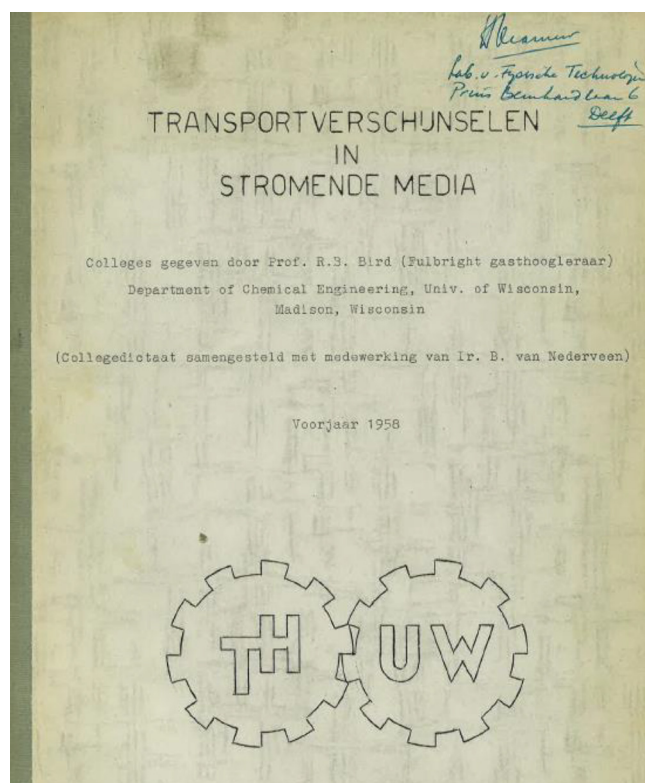 H Kramers
Lab. v. Fysische Technologie
Prins Bernhardlaan 6
Delft
TRANSPORTVERSCHIJNSELEN
IN
STROMENDE MEDIA
Colleges gegeven door Prof. R.B. Bird (Fulbright gasthoogleraar)
Department of Chemical Engineering, Univ. of Wisconsin,
Madison, Wisconsin
(Collegedictaat samengesteld met medewerking van Ir. B. van Nederveen)
Voorjaar 1958
TH UW